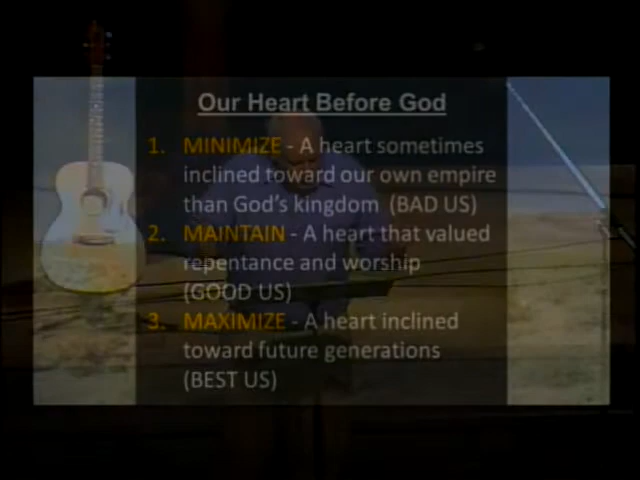 Our Heart Before God
1. MINIMIZE - A heart sometimes
inclined toward our own empire
than God's kingdom (BAD US)
2. MAINTAIN - A heart that valued
repentance and worship
(GOOD US)
3. MAXIMIZE - A heart inclined
toward future generations
(BEST US)